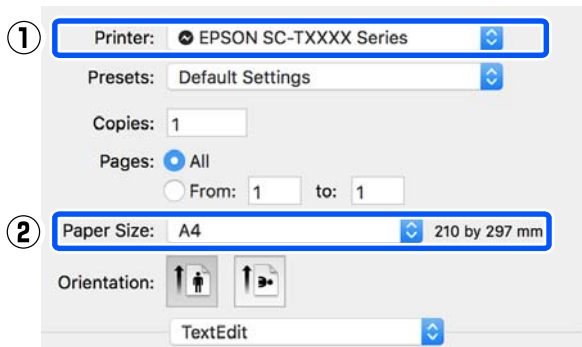 ① Printer: EPSON SC-TXXXX Series
Presets: Default Settings
Copies: 1
Pages: All
From: 1 to: 1
② Paper Size: A4 210 by 297 mm
Orientation:
TextEdit